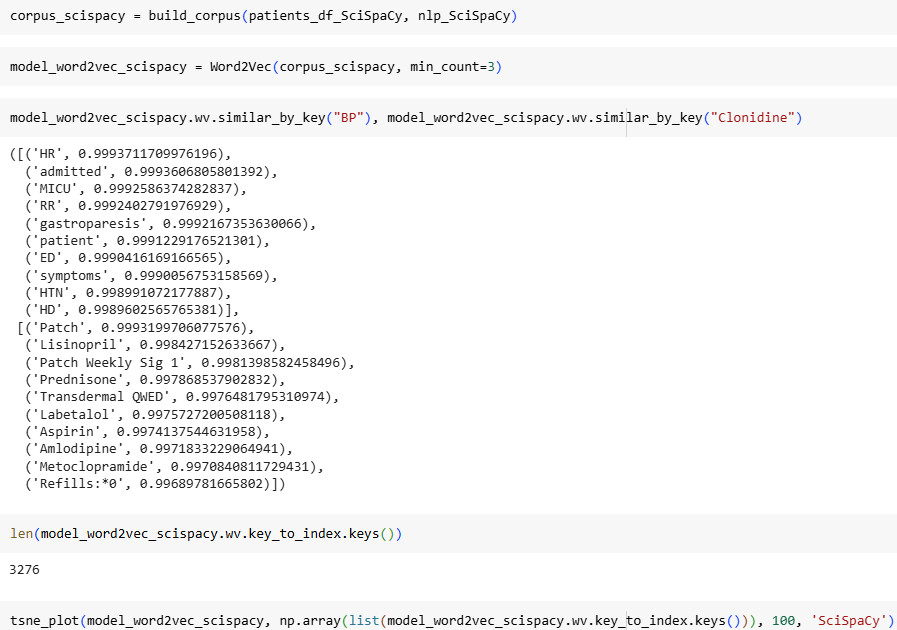 corpus_scispacy = build_corpus(patients_df_SciSpaCy, nlp_SciSpaCy)
model_word2vec_scispacy = Word2Vec(corpus_scispacy, min_count=3)
model_word2vec_scispacy.wv.similar_by_key("BP"), model_word2vec_scispacy.wv.similar_by_key("Clonidine")
([('HR', 0.9993711709976196),
('admitted', 0.9993606805801392),
('MICU', 0.9992586374282837),
('RR', 0.9992402791976929),
('gastroparesis', 0.9992167353630066),
('patient', 0.9991229176521301),
('ED', 0.9990416169166565),
('symptoms', 0.9990056753158569),
('HTN', 0.998991072177887),
('HD', 0.9989602565765381)],
[('Patch', 0.9993199706077576),
('Lisinopril', 0.998427152633667),
('Patch Weekly Sig 1', 0.9981398582458496),
('Prednisone', 0.997868537902832),
('Transdermal QWED', 0.9976481795310974),
('Labetalol', 0.9975727200508118),
('Aspirin', 0.9974137544631958),
('Amlodipine', 0.9971833229064941),
('Metoclopramide', 0.9970840811729431),
('Refills:*0', 0.99689781665802)])
len(model_word2vec_scispacy.wv.key_to_index.keys())
3276
tsne_plot(model_word2vec_scispacy, np.array(list(model_word2vec_scispacy.wv.key_to_index.keys())), 100, 'SciSpaCy')